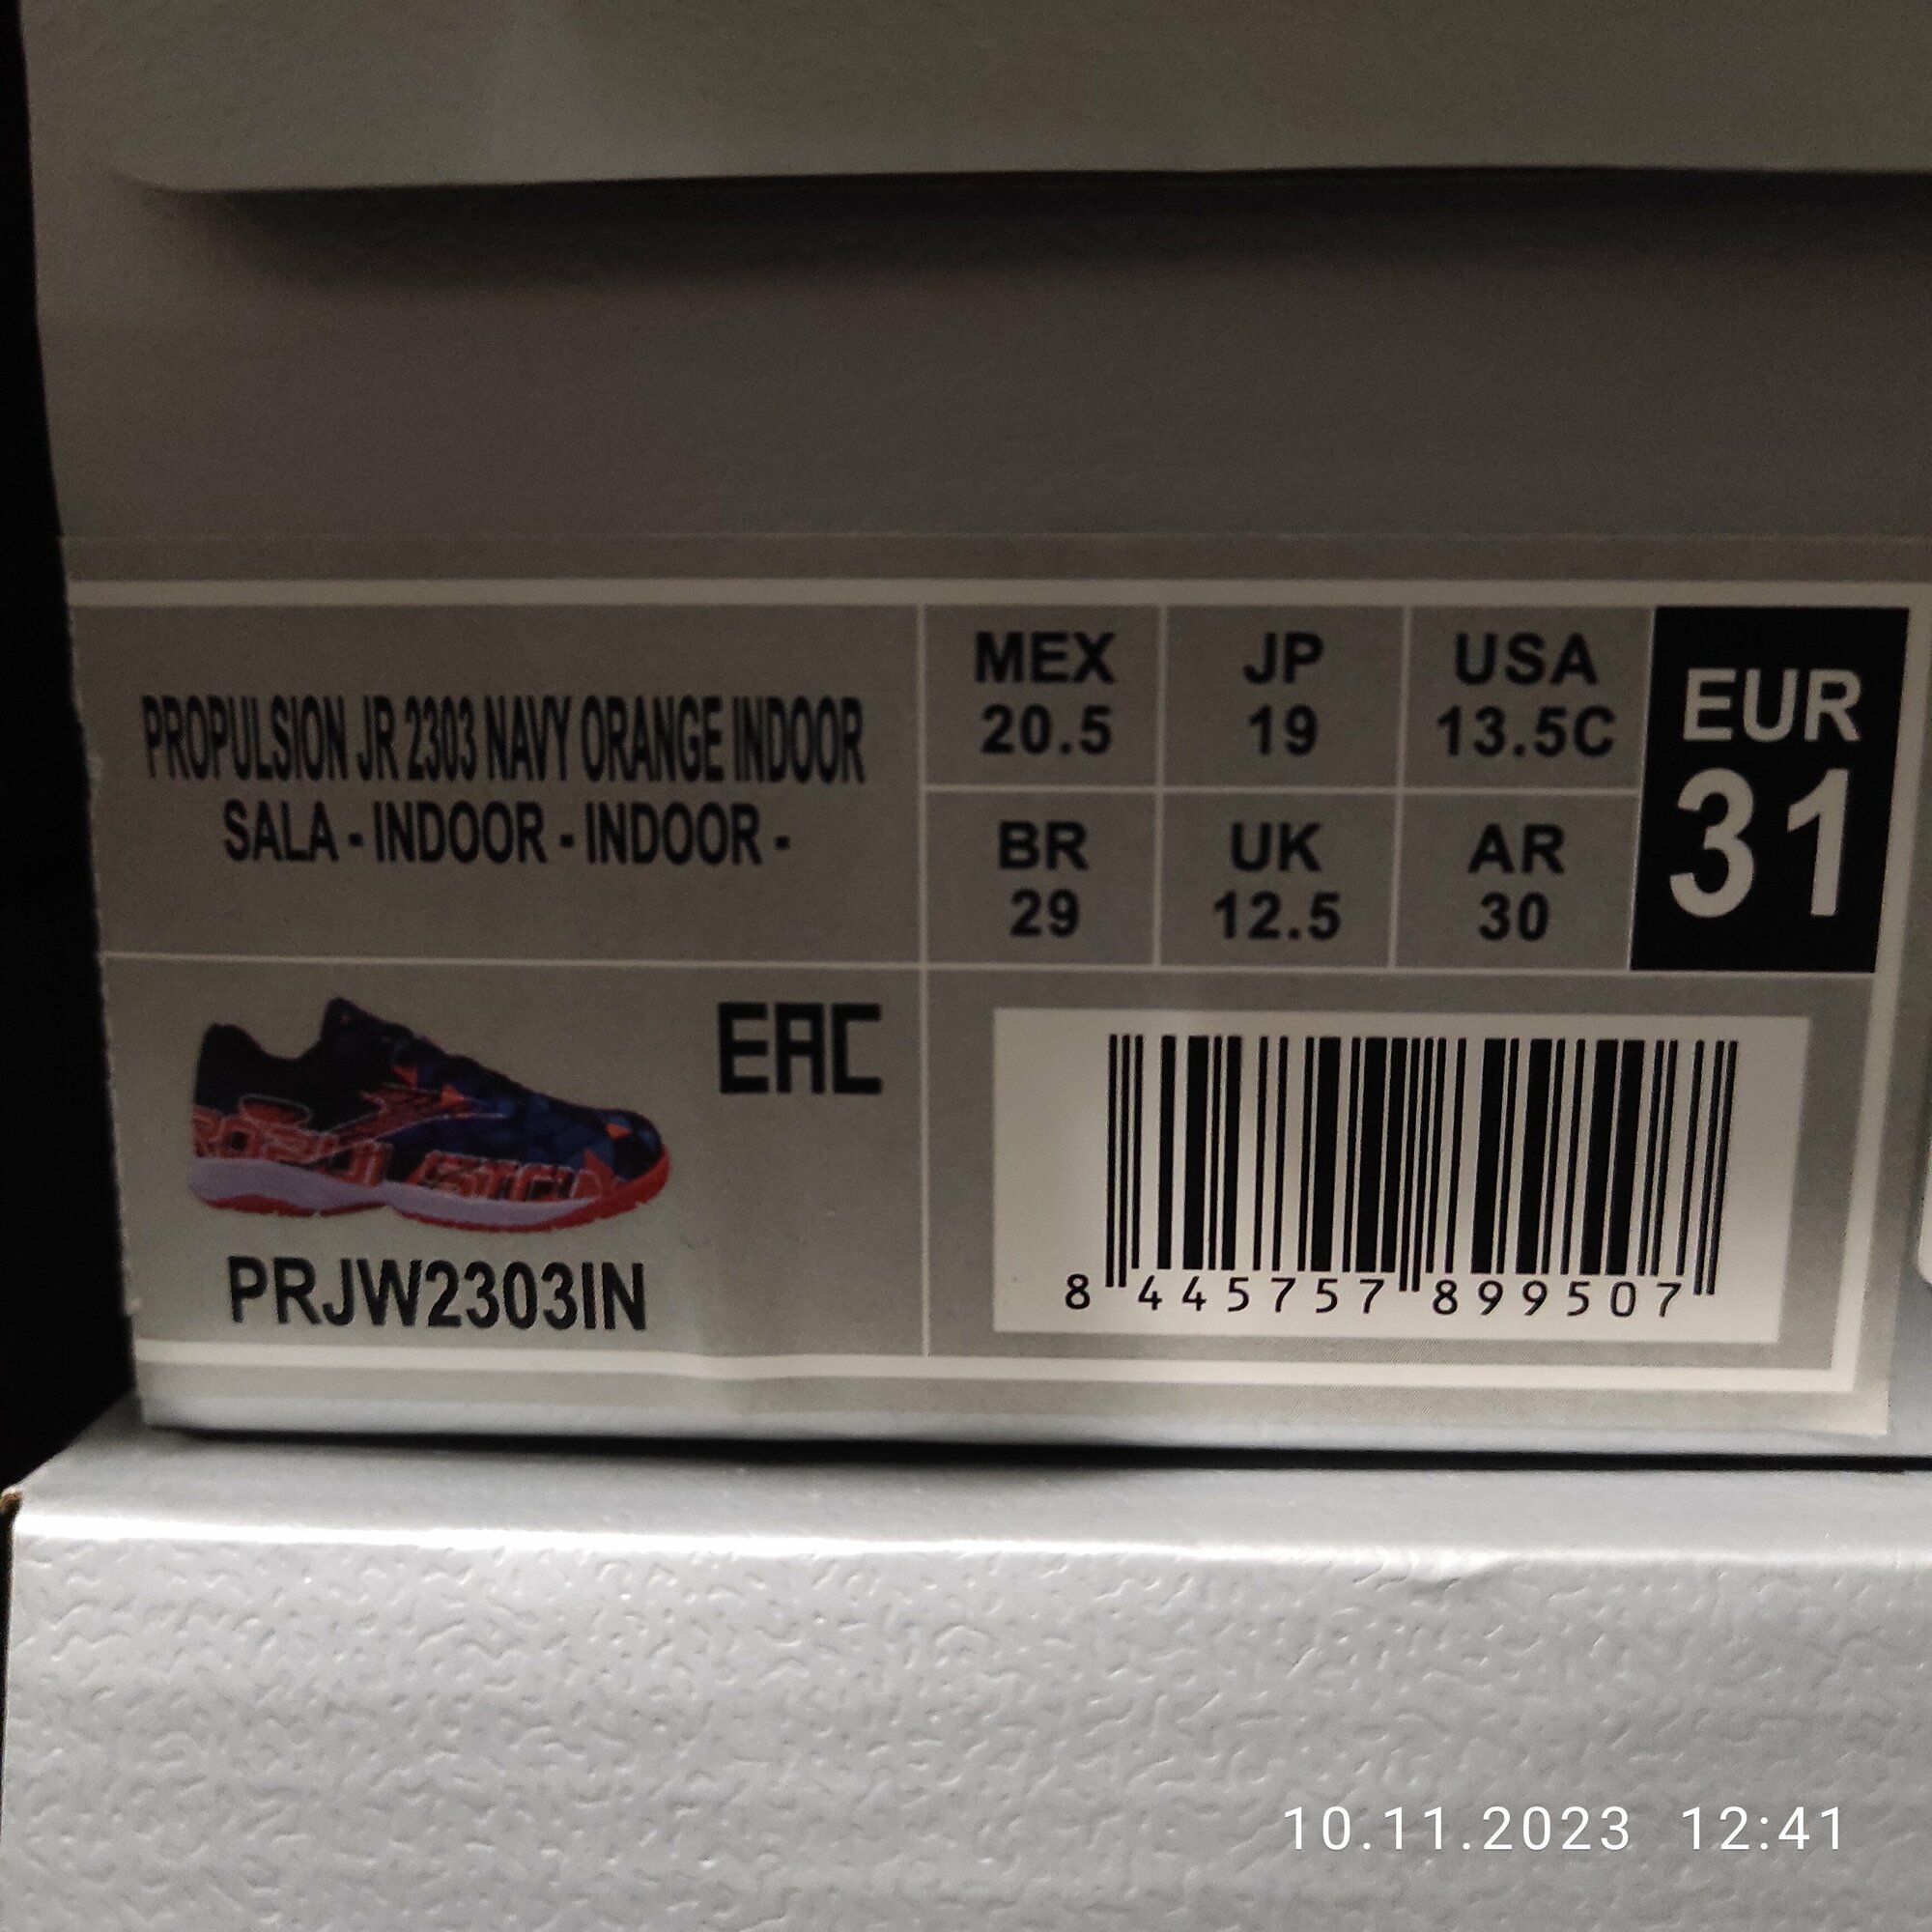 PROPULSION JR 2303 NAVY ORANGE INDOOR
SALA - INDOOR - INDOOR -
MEX
20.5
JP
19
USA
13.5C
BR
29
UK
12.5
AR
30
EUR
31
EAC
PRJW2303IN
8 445757 899507
10.11.2023 12:41